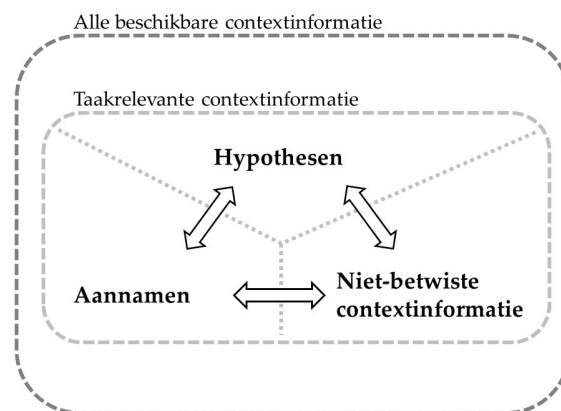 Alle beschikbare contextinformatie
Taakrelevante contextinformatie
Hypothesen
Aannamen
Niet-betwiste
contextinformatie